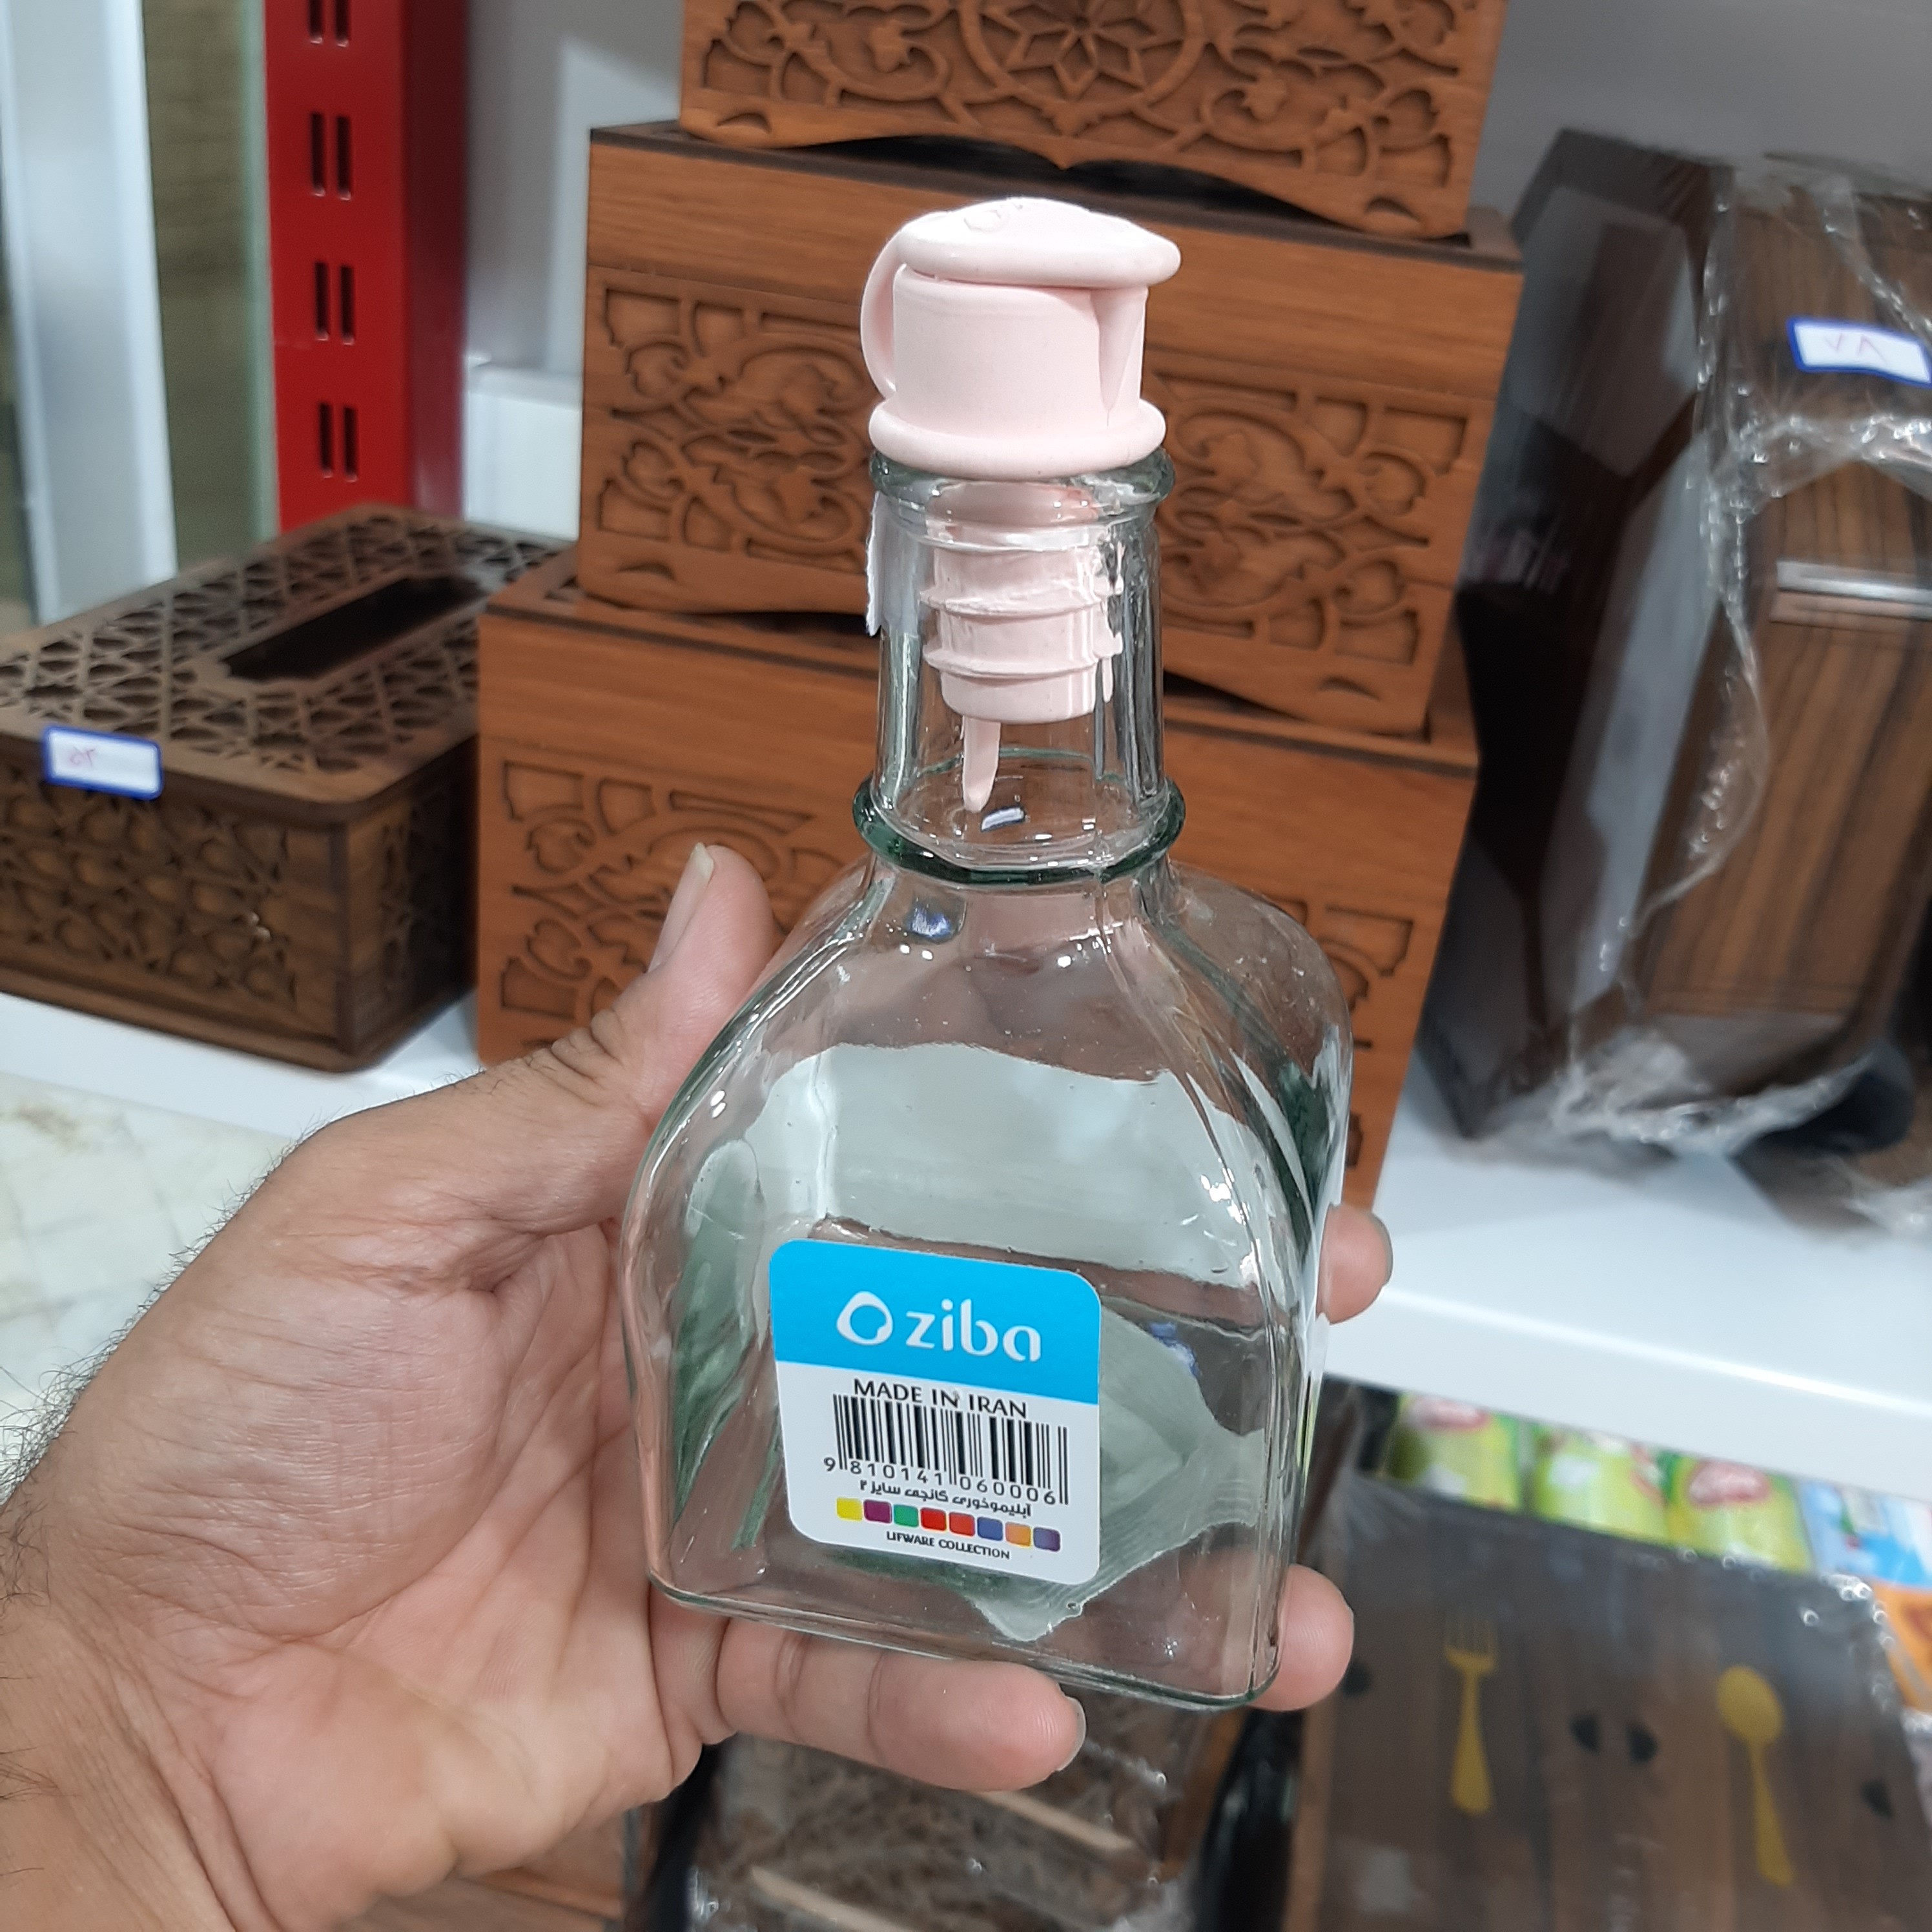 ziba
MADE IN IRAN
9 810141 060006
آبلیموخوری گانجی سایز ۲
LIFWARE COLLECTION